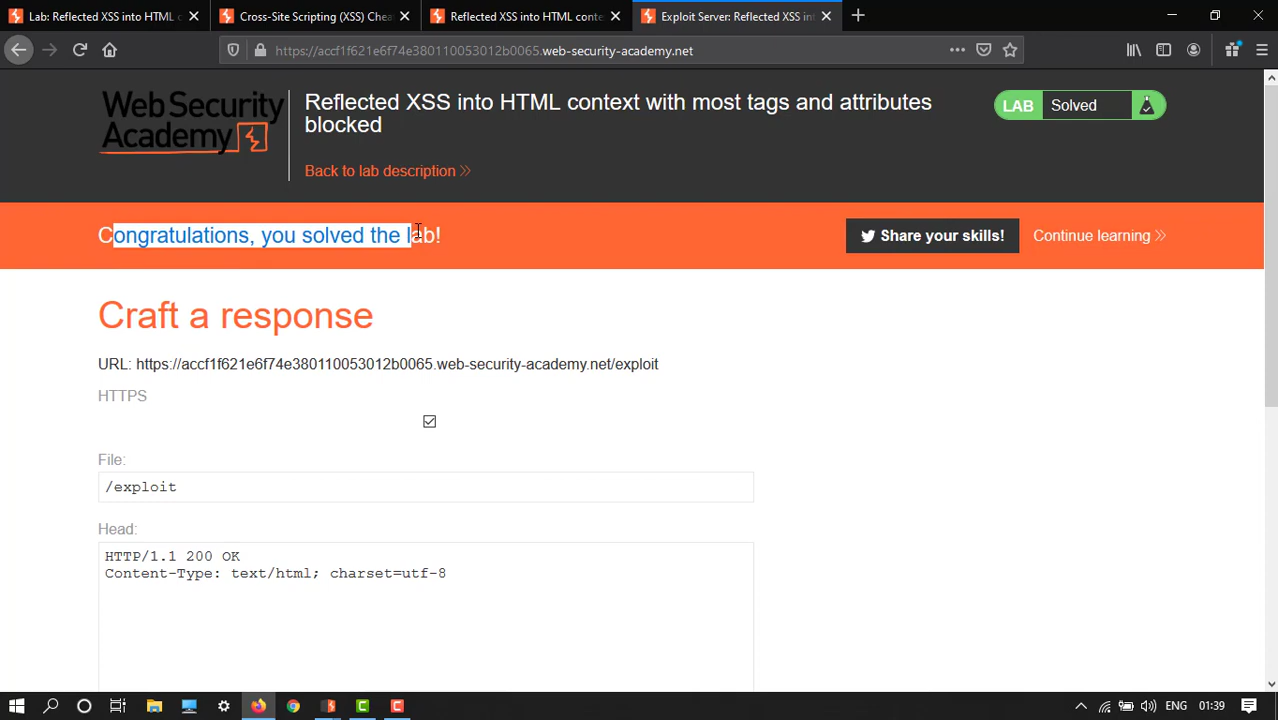 Lab: Reflected XSS into HTML c
Cross-Site Scripting (XSS) Chea
Reflected XSS into HTML conte
Exploit Server: Reflected XSS in
https://accf1f621e6f74e380110053012b0065.web-security-academy.net
WebSecurity
Academy
Reflected XSS into HTML context with most tags and attributes
blocked
Back to lab description
LAB Solved
Congratulations, you solved the lab!
Share your skills!
Continue learning
Craft a response
URL: https://accf1f621e6f74e380110053012b0065.web-security-academy.net/exploit
HTTPS
File:
/exploit
Head:
HTTP/1.1 200 OK
Content-Type: text/html; charset=utf-8
ENG
01:39